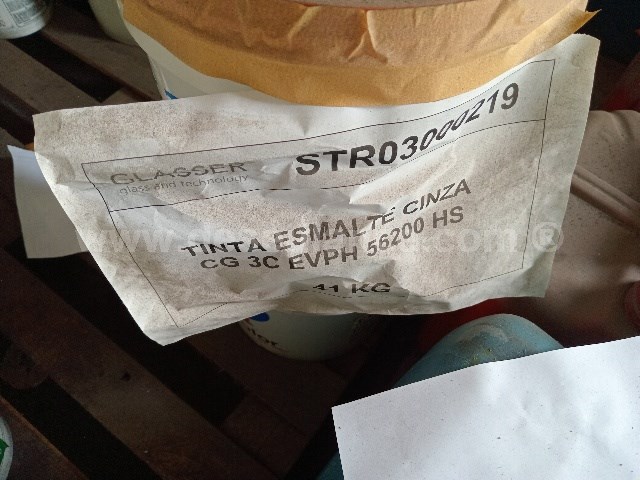 GLASSER
glass and technology
STR03000219
TINTA ESMALTE CINZA
CG 3C EVPH 56200 HS
41 KG